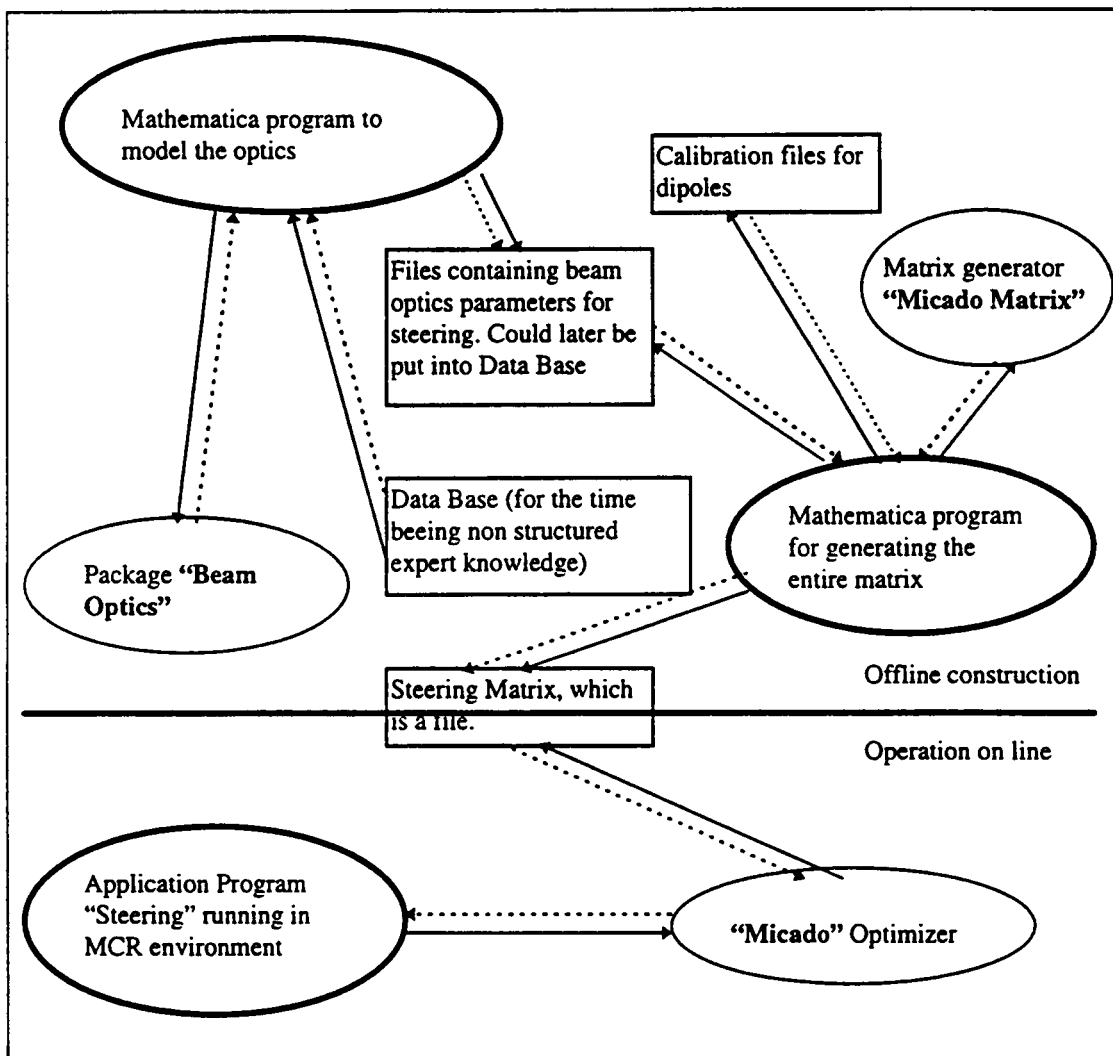 Mathematica program to
model the optics
Calibration files for
dipoles
Files containing beam
optics parameters for
steering. Could later be
put into Data Base
Matrix generator
“Micado Matrix”
Data Base (for the time
beeing non structured
expert knowledge)
Mathematica program
for generating the
entire matrix
Package “Beam
Optics”
Offline construction
Steering Matrix, which
is a file.
Operation on line
Application Program
“Steering” running in
MCR environment
“Micado” Optimizer